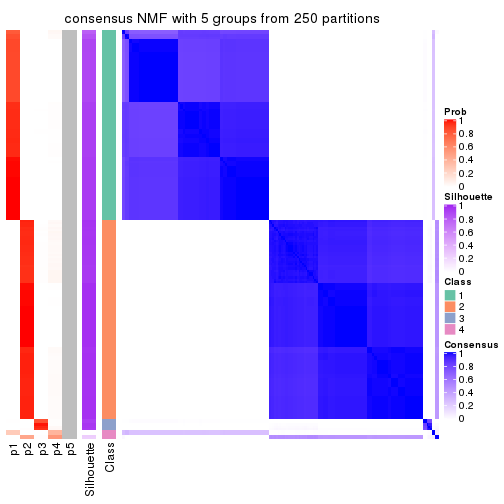 consensus NMF with 5 groups from 250 partitions
Prob
1
0.8
0.6
0.4
0.2
0
Silhouette
1
0.8
0.6
0.4
0.2
0
Class
1
2
3
4
Consensus
1
0.8
0.6
0.4
0.2
0
p1
p2
p3
p4
p5
Silhouette
Class